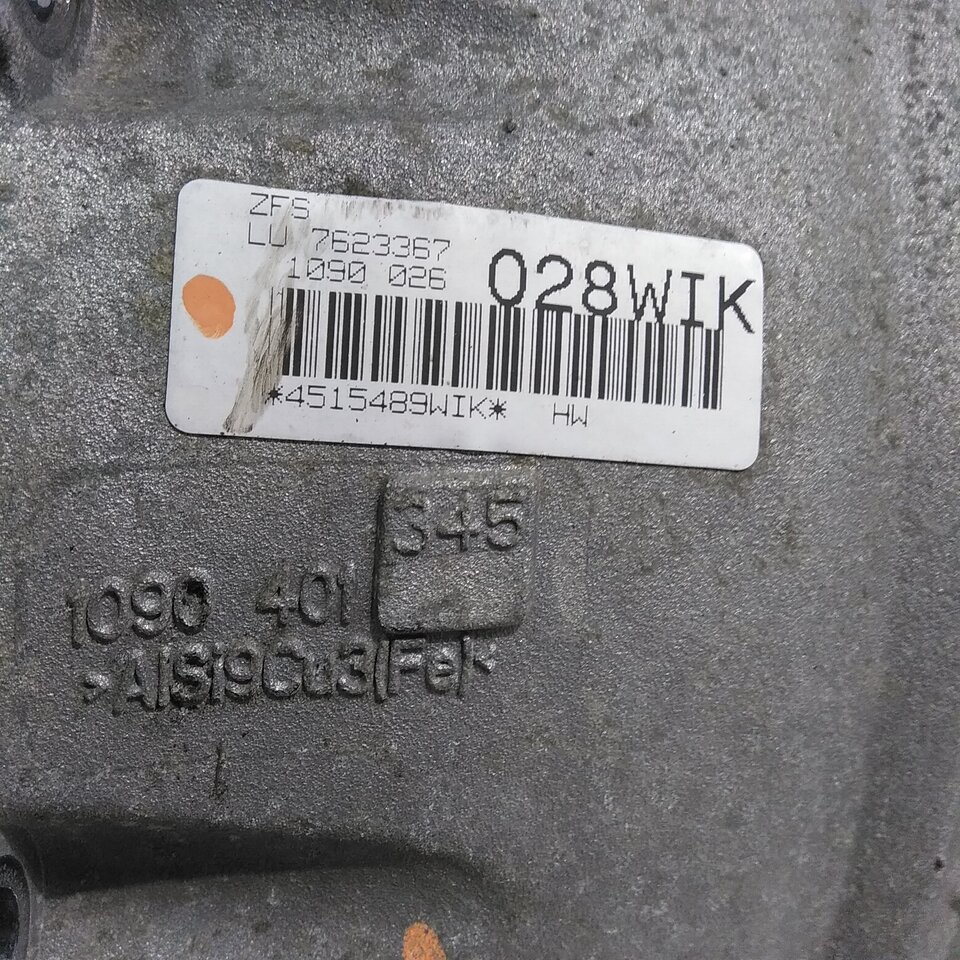 ZFS
LU 7623367
1090 026
028WIK
*4515489WIK* HW
345
1090 401
>AlSi9Cu3(Fe)<